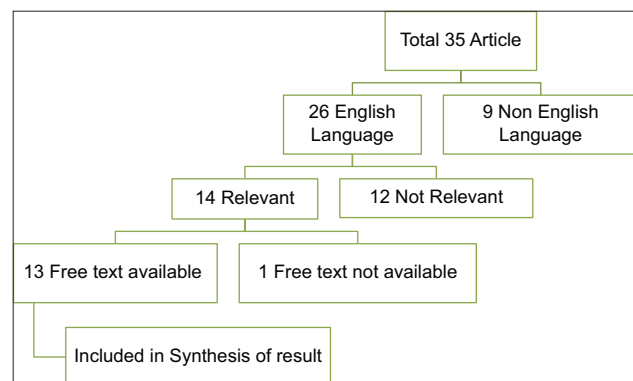 Total 35 Article
26 English
Language
9 Non English
Language
14 Relevant
12 Not Relevant
13 Free text available
1 Free text not available
Included in Synthesis of result